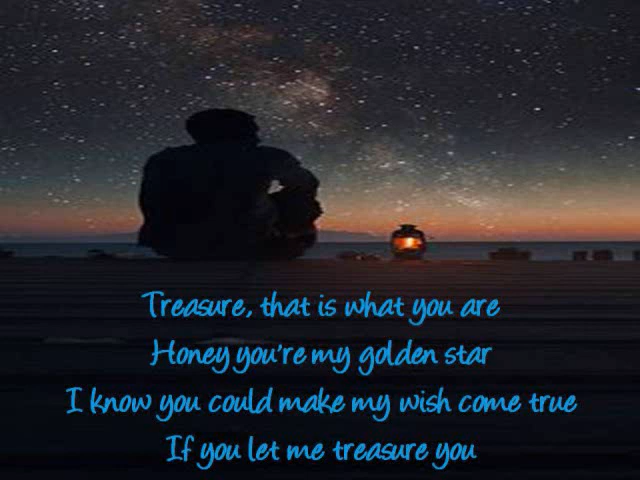 Treasure, that is what you are
Honey you're my golden star
I know you could make my wish come true
If you let me treasure you